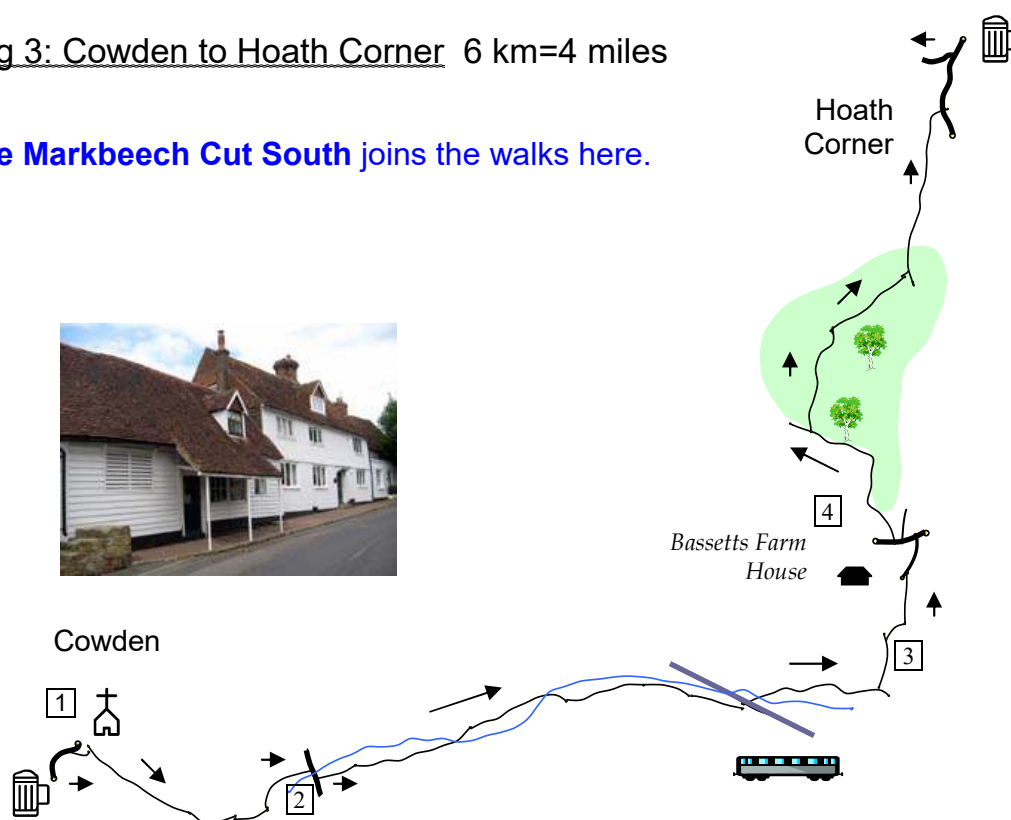 g 3: Cowden to Hoath Corner 6 km=4 miles
e Markbeech Cut South joins the walks here.
Hoath
Corner
4
Bassetts Farm
House
3
Cowden
1
2